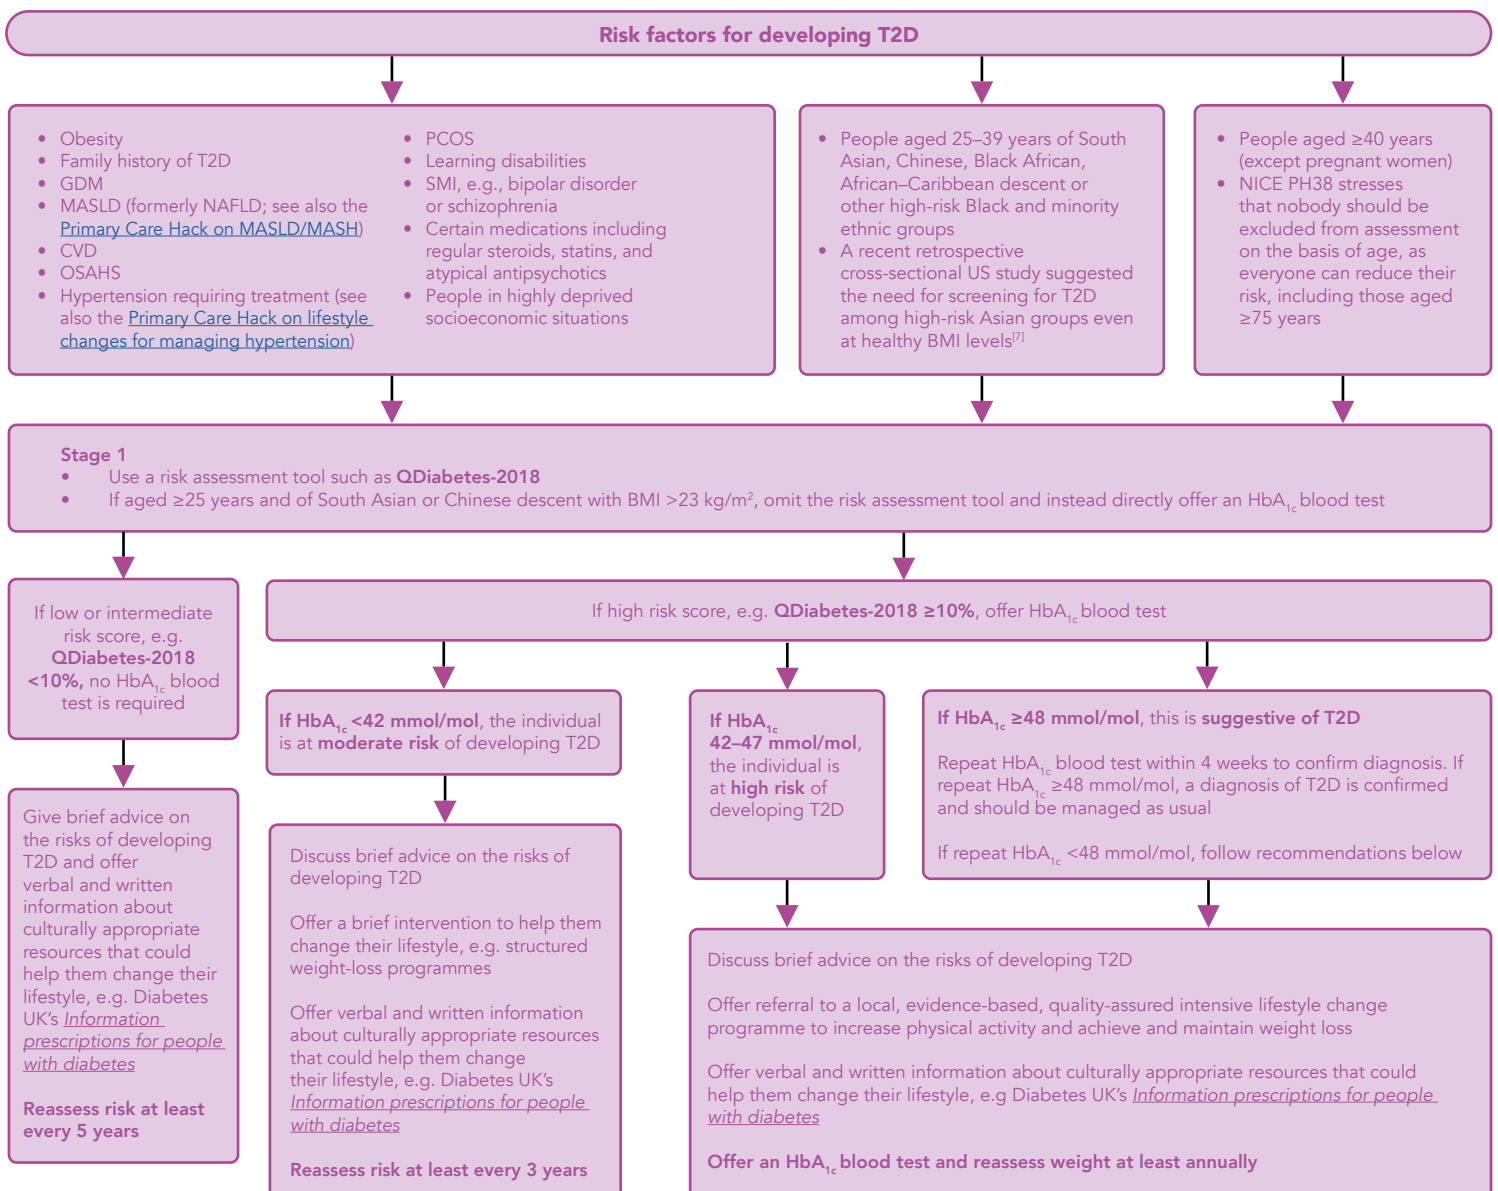 Risk factors for developing T2D
• Obesity
• Family history of T2D
• GDM
• MASLD (formerly NAFLD; see also the
Primary Care Hack on MASLD/MASH)
• CVD
• OSAHS
• Hypertension requiring treatment (see
also the Primary Care Hack on lifestyle
changes for managing hypertension)
• PCOS
• Learning disabilities
• SMI, e.g., bipolar disorder
or schizophrenia
• Certain medications including
regular steroids, statins, and
atypical antipsychotics
• People in highly deprived
socioeconomic situations
• People aged 25–39 years of South
Asian, Chinese, Black African,
African–Caribbean descent or
other high-risk Black and minority
ethnic groups
• A recent retrospective
cross-sectional US study suggested
the need for screening for T2D
among high-risk Asian groups even
at healthy BMI levels[7]
• People aged ≥40 years
(except pregnant women)
• NICE PH38 stresses
that nobody should be
excluded from assessment
on the basis of age, as
everyone can reduce their
risk, including those aged
≥75 years
Stage 1
• Use a risk assessment tool such as QDiabetes-2018
• If aged ≥25 years and of South Asian or Chinese descent with BMI >23 kg/m², omit the risk assessment tool and instead directly offer an HbA1c blood test
If low or intermediate
risk score, e.g.
QDiabetes-2018
<10%, no HbA1c blood
test is required
Give brief advice on
the risks of developing
T2D and offer
verbal and written
information about
culturally appropriate
resources that could
help them change their
lifestyle, e.g. Diabetes
UK's Information
prescriptions for people
with diabetes
Reassess risk at least
every 5 years
If high risk score, e.g. QDiabetes-2018 ≥10%, offer HbA1c blood test
If HbA1c <42 mmol/mol, the individual
is at moderate risk of developing T2D
Discuss brief advice on the risks of
developing T2D
Offer a brief intervention to help them
change their lifestyle, e.g. structured
weight-loss programmes
Offer verbal and written information
about culturally appropriate resources
that could help them change
their lifestyle, e.g. Diabetes UK's
Information prescriptions for people
with diabetes
Reassess risk at least every 3 years
If HbA1c
42–47 mmol/mol,
the individual is
at high risk of
developing T2D
If HbA1c ≥48 mmol/mol, this is suggestive of T2D
Repeat HbA1c blood test within 4 weeks to confirm diagnosis. If
repeat HbA1c ≥48 mmol/mol, a diagnosis of T2D is confirmed
and should be managed as usual
If repeat HbA1c <48 mmol/mol, follow recommendations below
Discuss brief advice on the risks of developing T2D
Offer referral to a local, evidence-based, quality-assured intensive lifestyle change
programme to increase physical activity and achieve and maintain weight loss
Offer verbal and written information about culturally appropriate resources that could
help them change their lifestyle, e.g Diabetes UK's Information prescriptions for people
with diabetes
Offer an HbA1c blood test and reassess weight at least annually